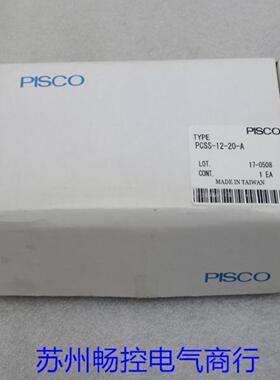 PISCO
TYPE PISCO
PCSS-12-20-A
LOT. 17-0508
CONT. 1 EA
MADE IN TAIWAN
PISCO
苏州畅控电气商行